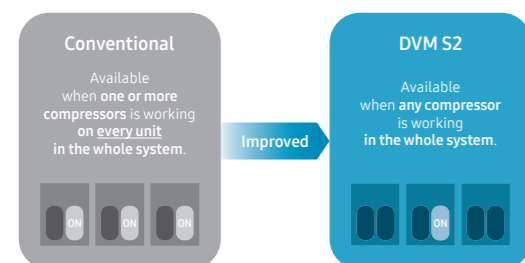 Conventional
Available
when one or more
compressors is working
on every unit
in the whole system.
ON
ON
ON
Improved
DVM S2
Available
when any compressor
is working
in the whole system.
ON